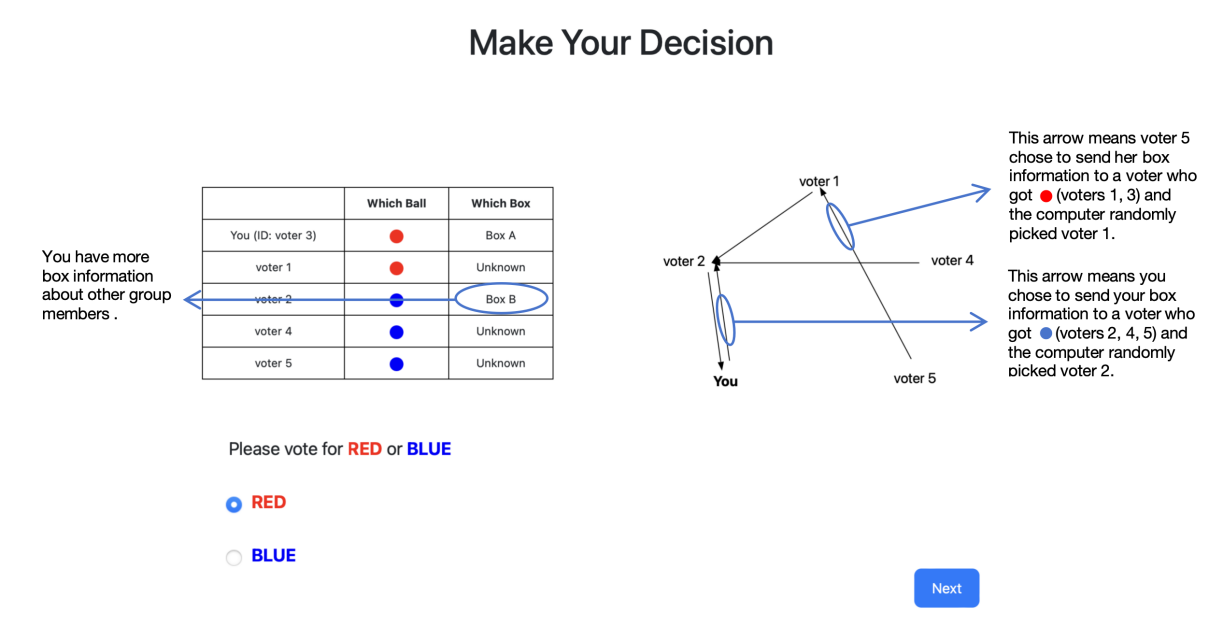 Make Your Decision
Which Ball Which Box
You (ID: voter 3) Box A
voter 1 Unknown
voter 2 Box B
voter 4 Unknown
voter 5 Unknown
You have more
box information
about other group
members .
voter 1
voter 2
voter 4
You
voter 5
This arrow means voter 5
chose to send her box
information to a voter who
got (voters 1, 3) and
the computer randomly
picked voter 1.
This arrow means you
chose to send your box
information to a voter who
got (voters 2, 4, 5) and
the computer randomly
picked voter 2.
Please vote for RED or BLUE
RED
BLUE
Next